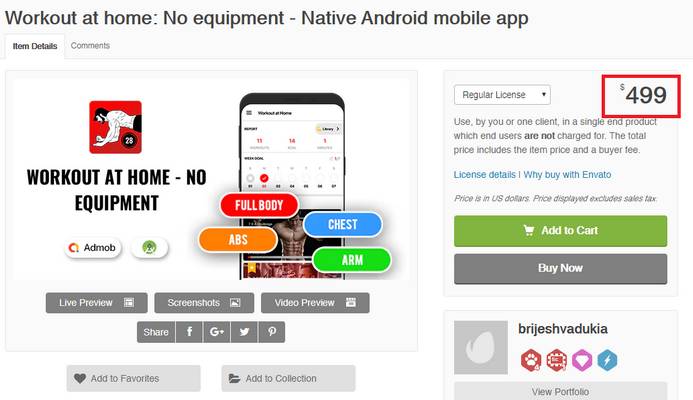 Workout at home: No equipment - Native Android mobile app
Item Details
Comments
28
WORKOUT AT HOME - NO
EQUIPMENT
Admob
Workout at Home
REPORT
Library
11
14
1
WORKOUTS
MINUTES
WEEK GOAL
FULL BODY
CHEST
ABS
ARM
Live Preview
Screenshots
Video Preview
Share
f
G+
Add to Favorites
Add to Collection
Regular License
$499
Use, by you or one client, in a single end product
which end users are not charged for. The total
price includes the item price and a buyer fee.
License details | Why buy with Envato
Price is in US dollars. Price displayed excludes sales tax.
Add to Cart
Buy Now
brijeshvadukia
View Portfolio